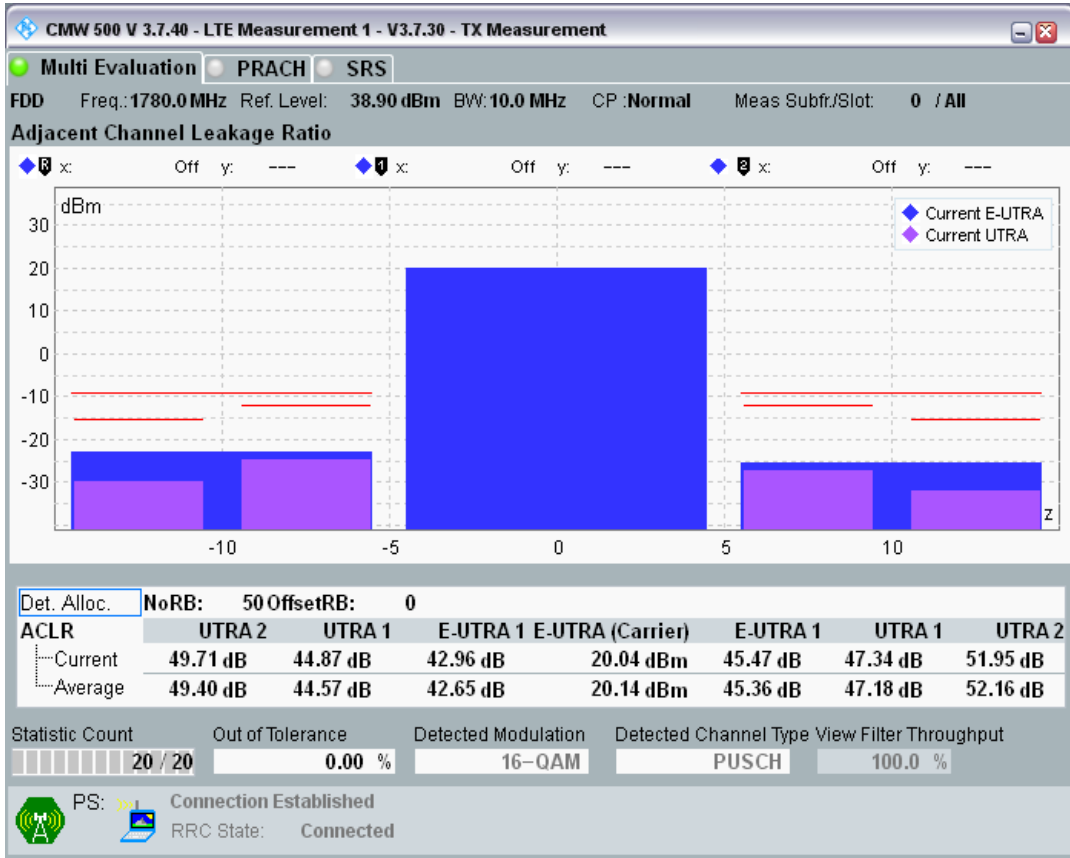 CMW 500 V 3.7.40 - LTE Measurement 1 - V3.7.30 - TX Measurement
Multi Evaluation PRACH SRS
FDD Freq.: 1780.0 MHz Ref. Level: 38.90 dBm BW: 10.0 MHz CP : Normal Meas Subfr./Slot: 0 / All
Adjacent Channel Leakage Ratio
R x: Off y: --- 1 x: Off y: --- 2 x: Off y: ---
dBm
Current E-UTRA
Current UTRA
30
20
10
0
-10
-20
-30
z
-10 -5 0 5 10
Det. Alloc. NoRB: 50 OffsetRB: 0
ACLR UTRA 2 UTRA 1 E-UTRA 1 E-UTRA (Carrier) E-UTRA 1 UTRA 1 UTRA 2
Current 49.71 dB 44.87 dB 42.96 dB 20.04 dBm 45.47 dB 47.34 dB 51.95 dB
Average 49.40 dB 44.57 dB 42.65 dB 20.14 dBm 45.36 dB 47.18 dB 52.16 dB
Statistic Count Out of Tolerance Detected Modulation Detected Channel Type View Filter Throughput
20 / 20 0.00 % 16-QAM PUSCH 100.0 %
PS: Connection Established
RRC State: Connected